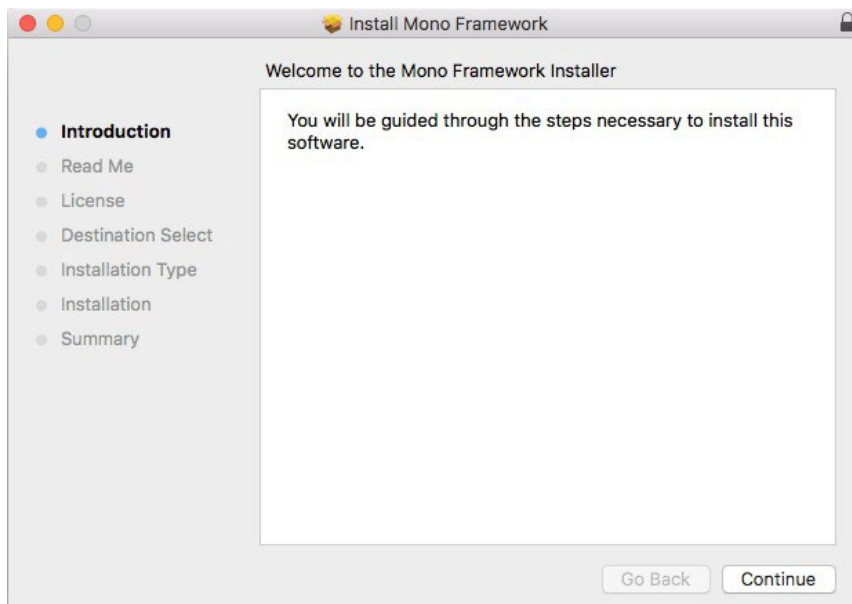 Install Mono Framework
Welcome to the Mono Framework Installer
Introduction
Read Me
License
Destination Select
Installation Type
Installation
Summary
You will be guided through the steps necessary to install this
software.
Go Back
Continue